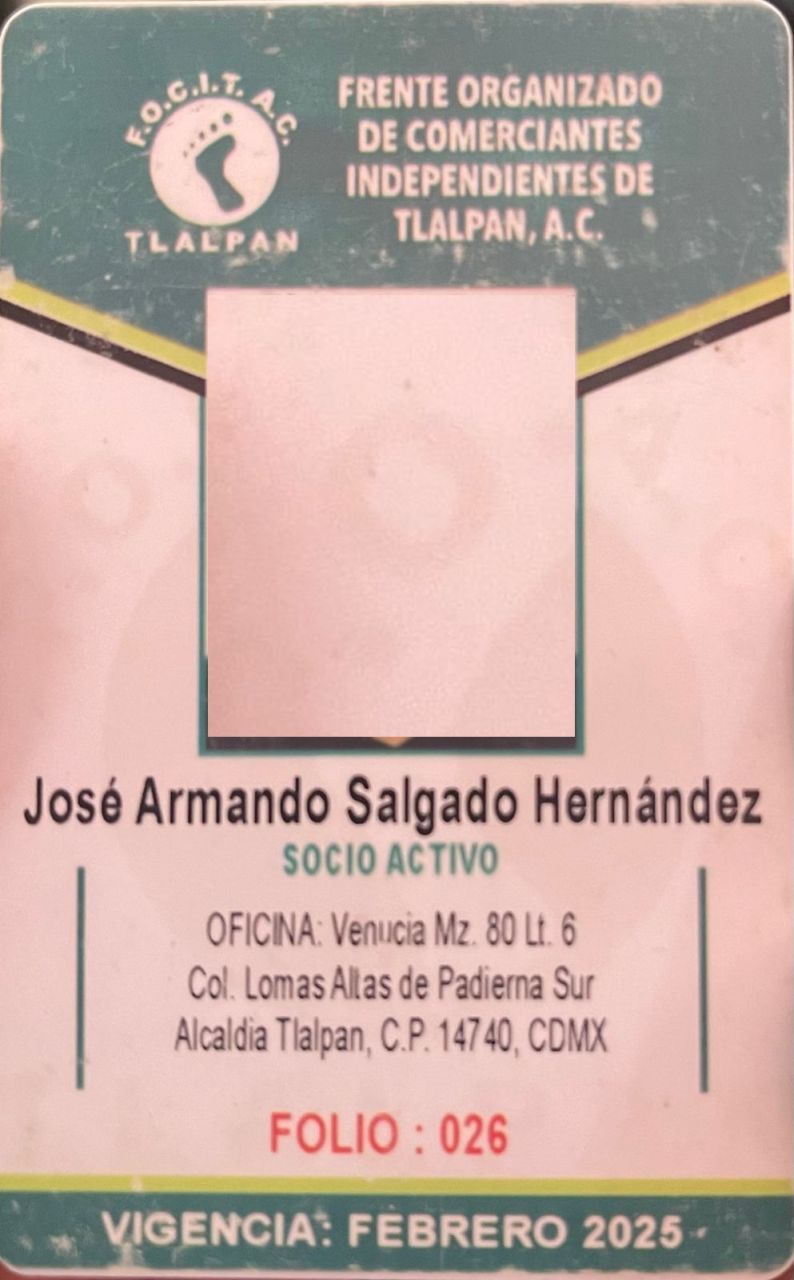 F.O.C.I.T. A.C.
TLALPAN
FRENTE ORGANIZADO
DE COMERCIANTES
INDEPENDIENTES DE
TLALPAN, A.C.
José Armando Salgado Hernández
SOCIO ACTIVO
OFICINA: Venucia Mz. 80 Lt. 6
Col. Lomas Altas de Padierna Sur
Alcaldia Tlalpan, C.P. 14740, CDMX
FOLIO : 026
VIGENCIA: FEBRERO 2025